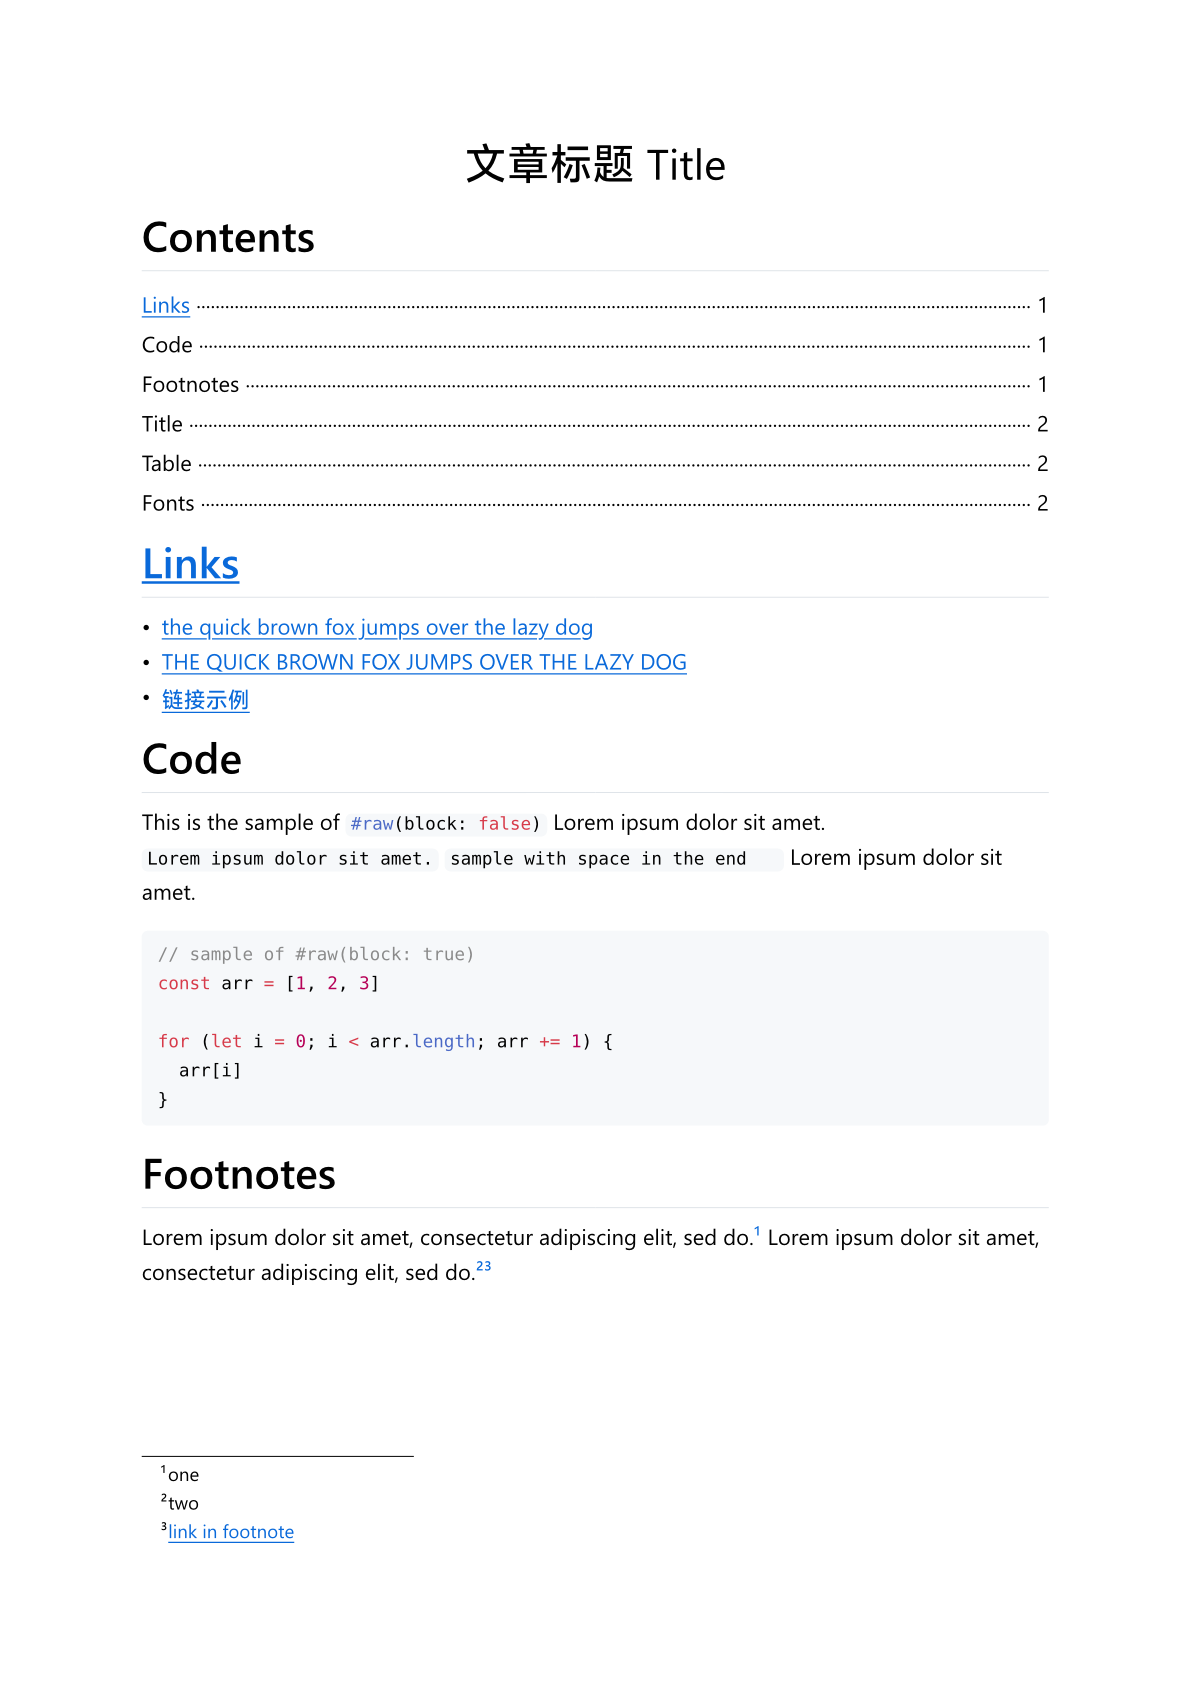 文章标题 Title
Contents
Links 1
Code 1
Footnotes 1
Title 2
Table 2
Fonts 2
Links
• the quick brown fox jumps over the lazy dog
• THE QUICK BROWN FOX JUMPS OVER THE LAZY DOG
• 链接示例
Code
This is the sample of #raw(block: false) Lorem ipsum dolor sit amet.
Lorem ipsum dolor sit amet. sample with space in the end Lorem ipsum dolor sit
amet.
// sample of #raw(block: true)
const arr = [1, 2, 3]
for (let i = 0; i < arr.length; arr += 1) {
  arr[i]
}
Footnotes
Lorem ipsum dolor sit amet, consectetur adipiscing elit, sed do.¹ Lorem ipsum dolor sit amet,
consectetur adipiscing elit, sed do.²³
¹one
²two
³link in footnote